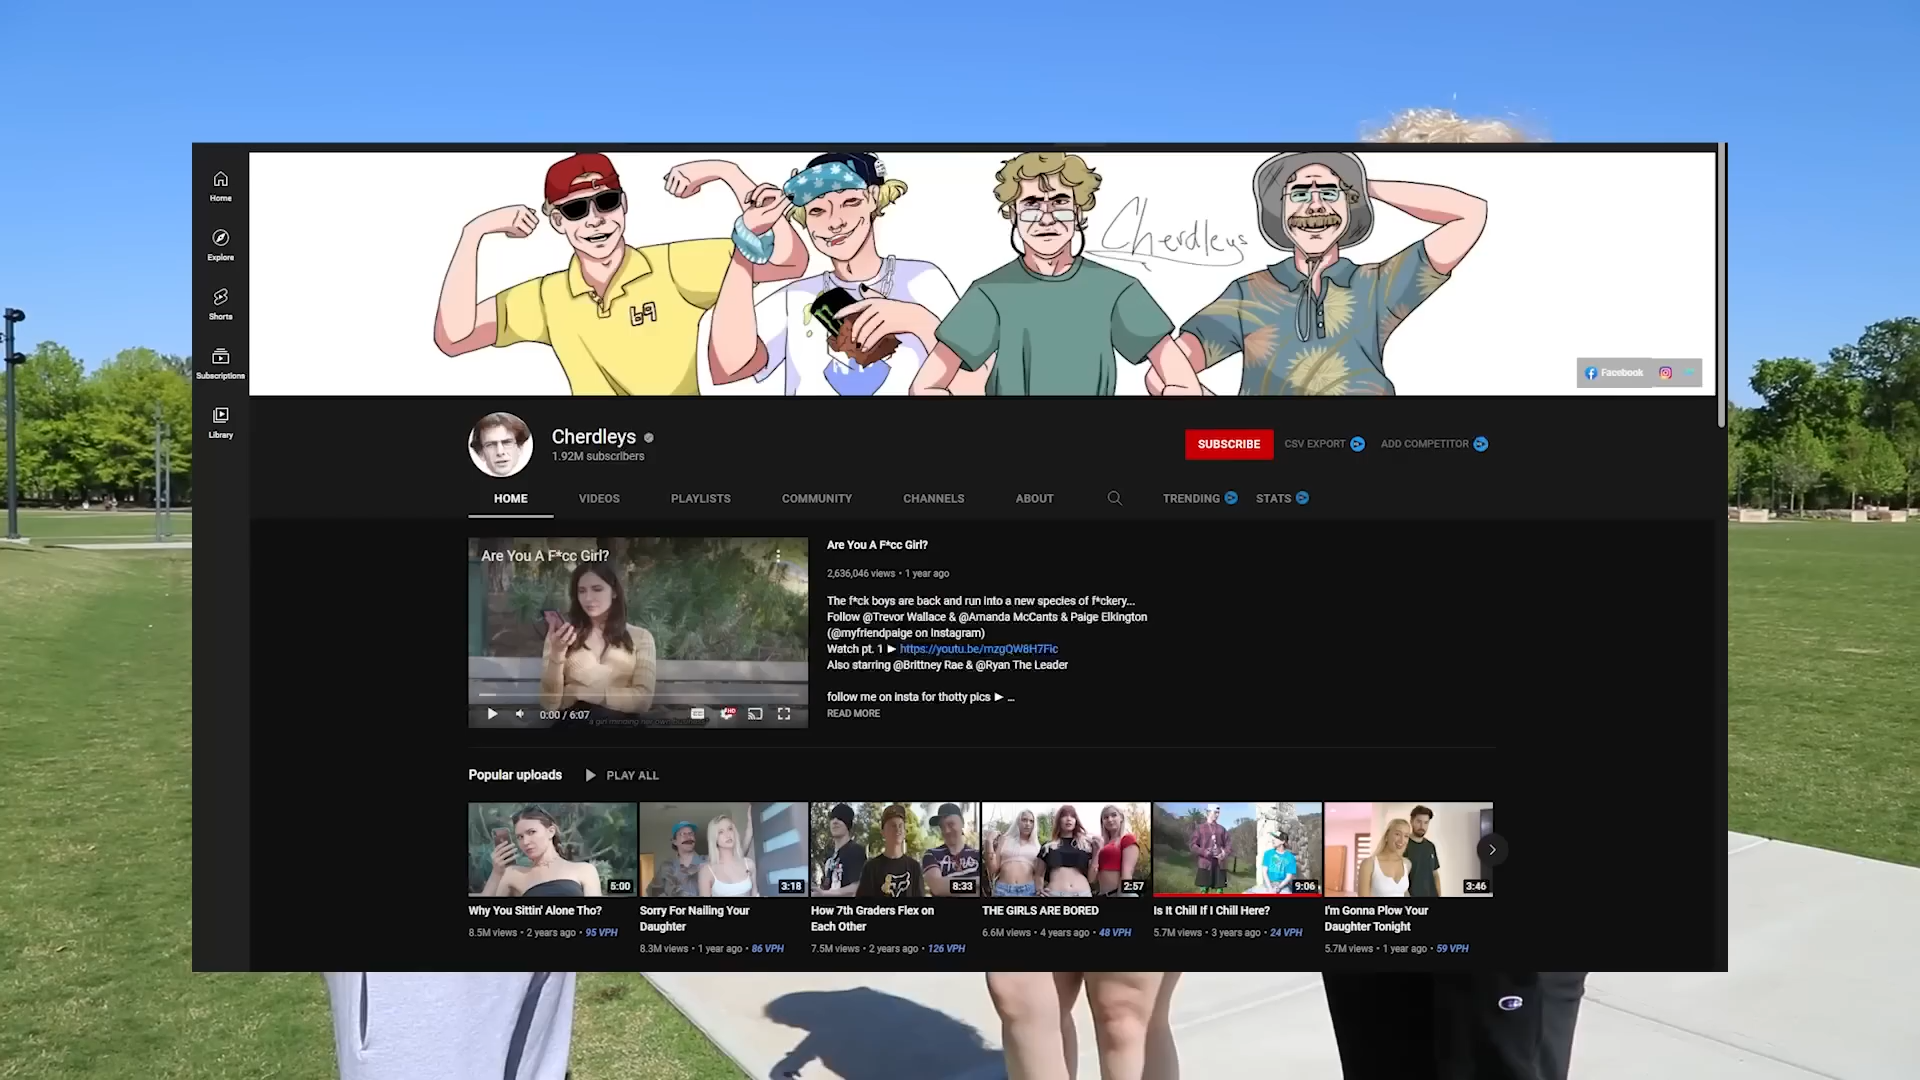 Home
Explore
Shorts
Subscriptions
Library
69
Cherdleys
Facebook
Cherdleys
1.92M subscribers
SUBSCRIBE
CSV EXPORT
ADD COMPETITOR
HOME
VIDEOS
PLAYLISTS
COMMUNITY
CHANNELS
ABOUT
TRENDING
STATS
Are You A F*cc Girl?
0:00 / 6:07
Are You A F*cc Girl?
2,636,046 views • 1 year ago
The f*ck boys are back and run into a new species of f*ckery...
Follow @Trevor Wallace & @Amanda McCants & Paige Elkington
(@myfriendpaige on Instagram)
Watch pt. 1 ► https://youtu.be/mzgQW8H7Fic
Also starring @Brittney Rae & @Ryan The Leader
follow me on insta for thotty pics ► ...
READ MORE
Popular uploads
PLAY ALL
5:00
3:18
8:33
2:57
9:06
3:46
Why You Sittin' Alone Tho?
8.5M views • 2 years ago • 95 VPH
Sorry For Nailing Your
Daughter
8.3M views • 1 year ago • 86 VPH
How 7th Graders Flex on
Each Other
7.5M views • 2 years ago • 126 VPH
THE GIRLS ARE BORED
6.6M views • 4 years ago • 48 VPH
Is It Chill If I Chill Here?
5.7M views • 3 years ago • 24 VPH
I'm Gonna Plow Your
Daughter Tonight
5.7M views • 1 year ago • 59 VPH